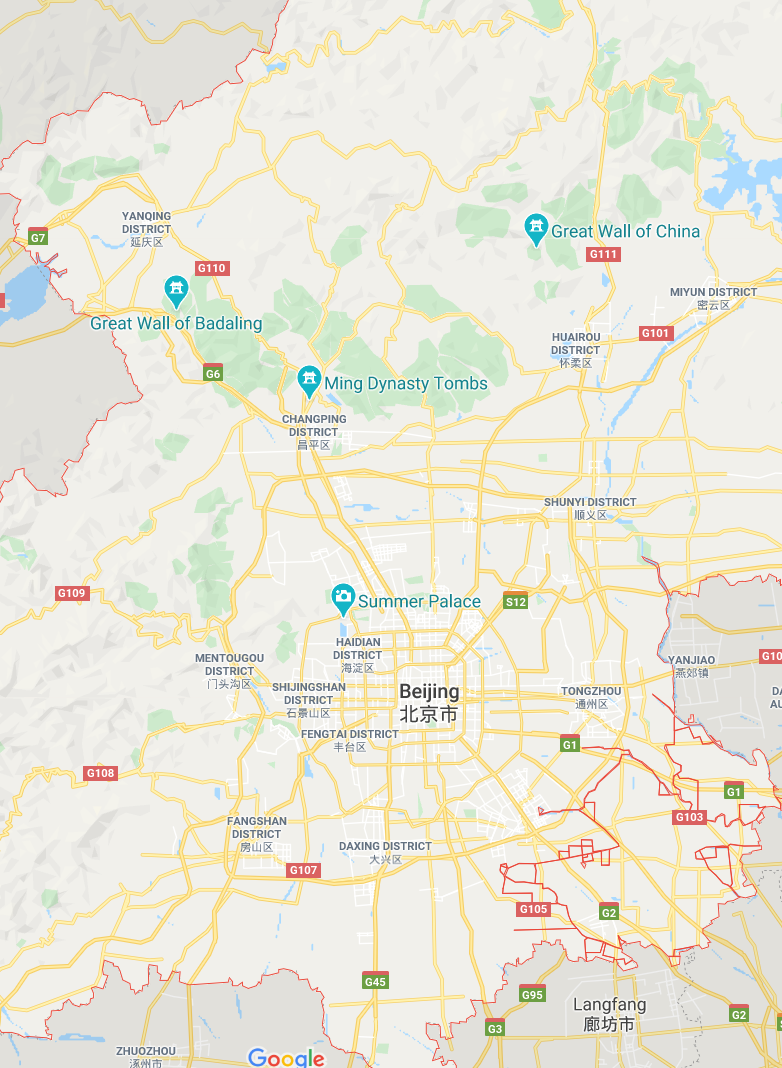 YANQING
DISTRICT
延庆区
G7
Great Wall of China
G111
G110
MIYUN DISTRICT
密云区
Great Wall of Badaling
G101
HUAIROU
DISTRICT
怀柔区
G6
Ming Dynasty Tombs
CHANGPING
DISTRICT
昌平区
SHUNYI DISTRICT
顺义区
G109
Summer Palace
S12
HAIDIAN
DISTRICT
海淀区
MENTOUGOU
DISTRICT
门头沟区
YANJIAO
燕郊镇
G10
SHIJINGSHAN
DISTRICT
石景山区
Beijing
北京市
TONGZHOU
通州区
DA
AU
FENGTAI DISTRICT
丰台区
G1
G108
G1
G103
FANGSHAN
DISTRICT
房山区
DAXING DISTRICT
大兴区
G107
G105
G2
G45
G95
Langfang
廊坊市
G3
G2
ZHUOZHOU
涿州市
Google